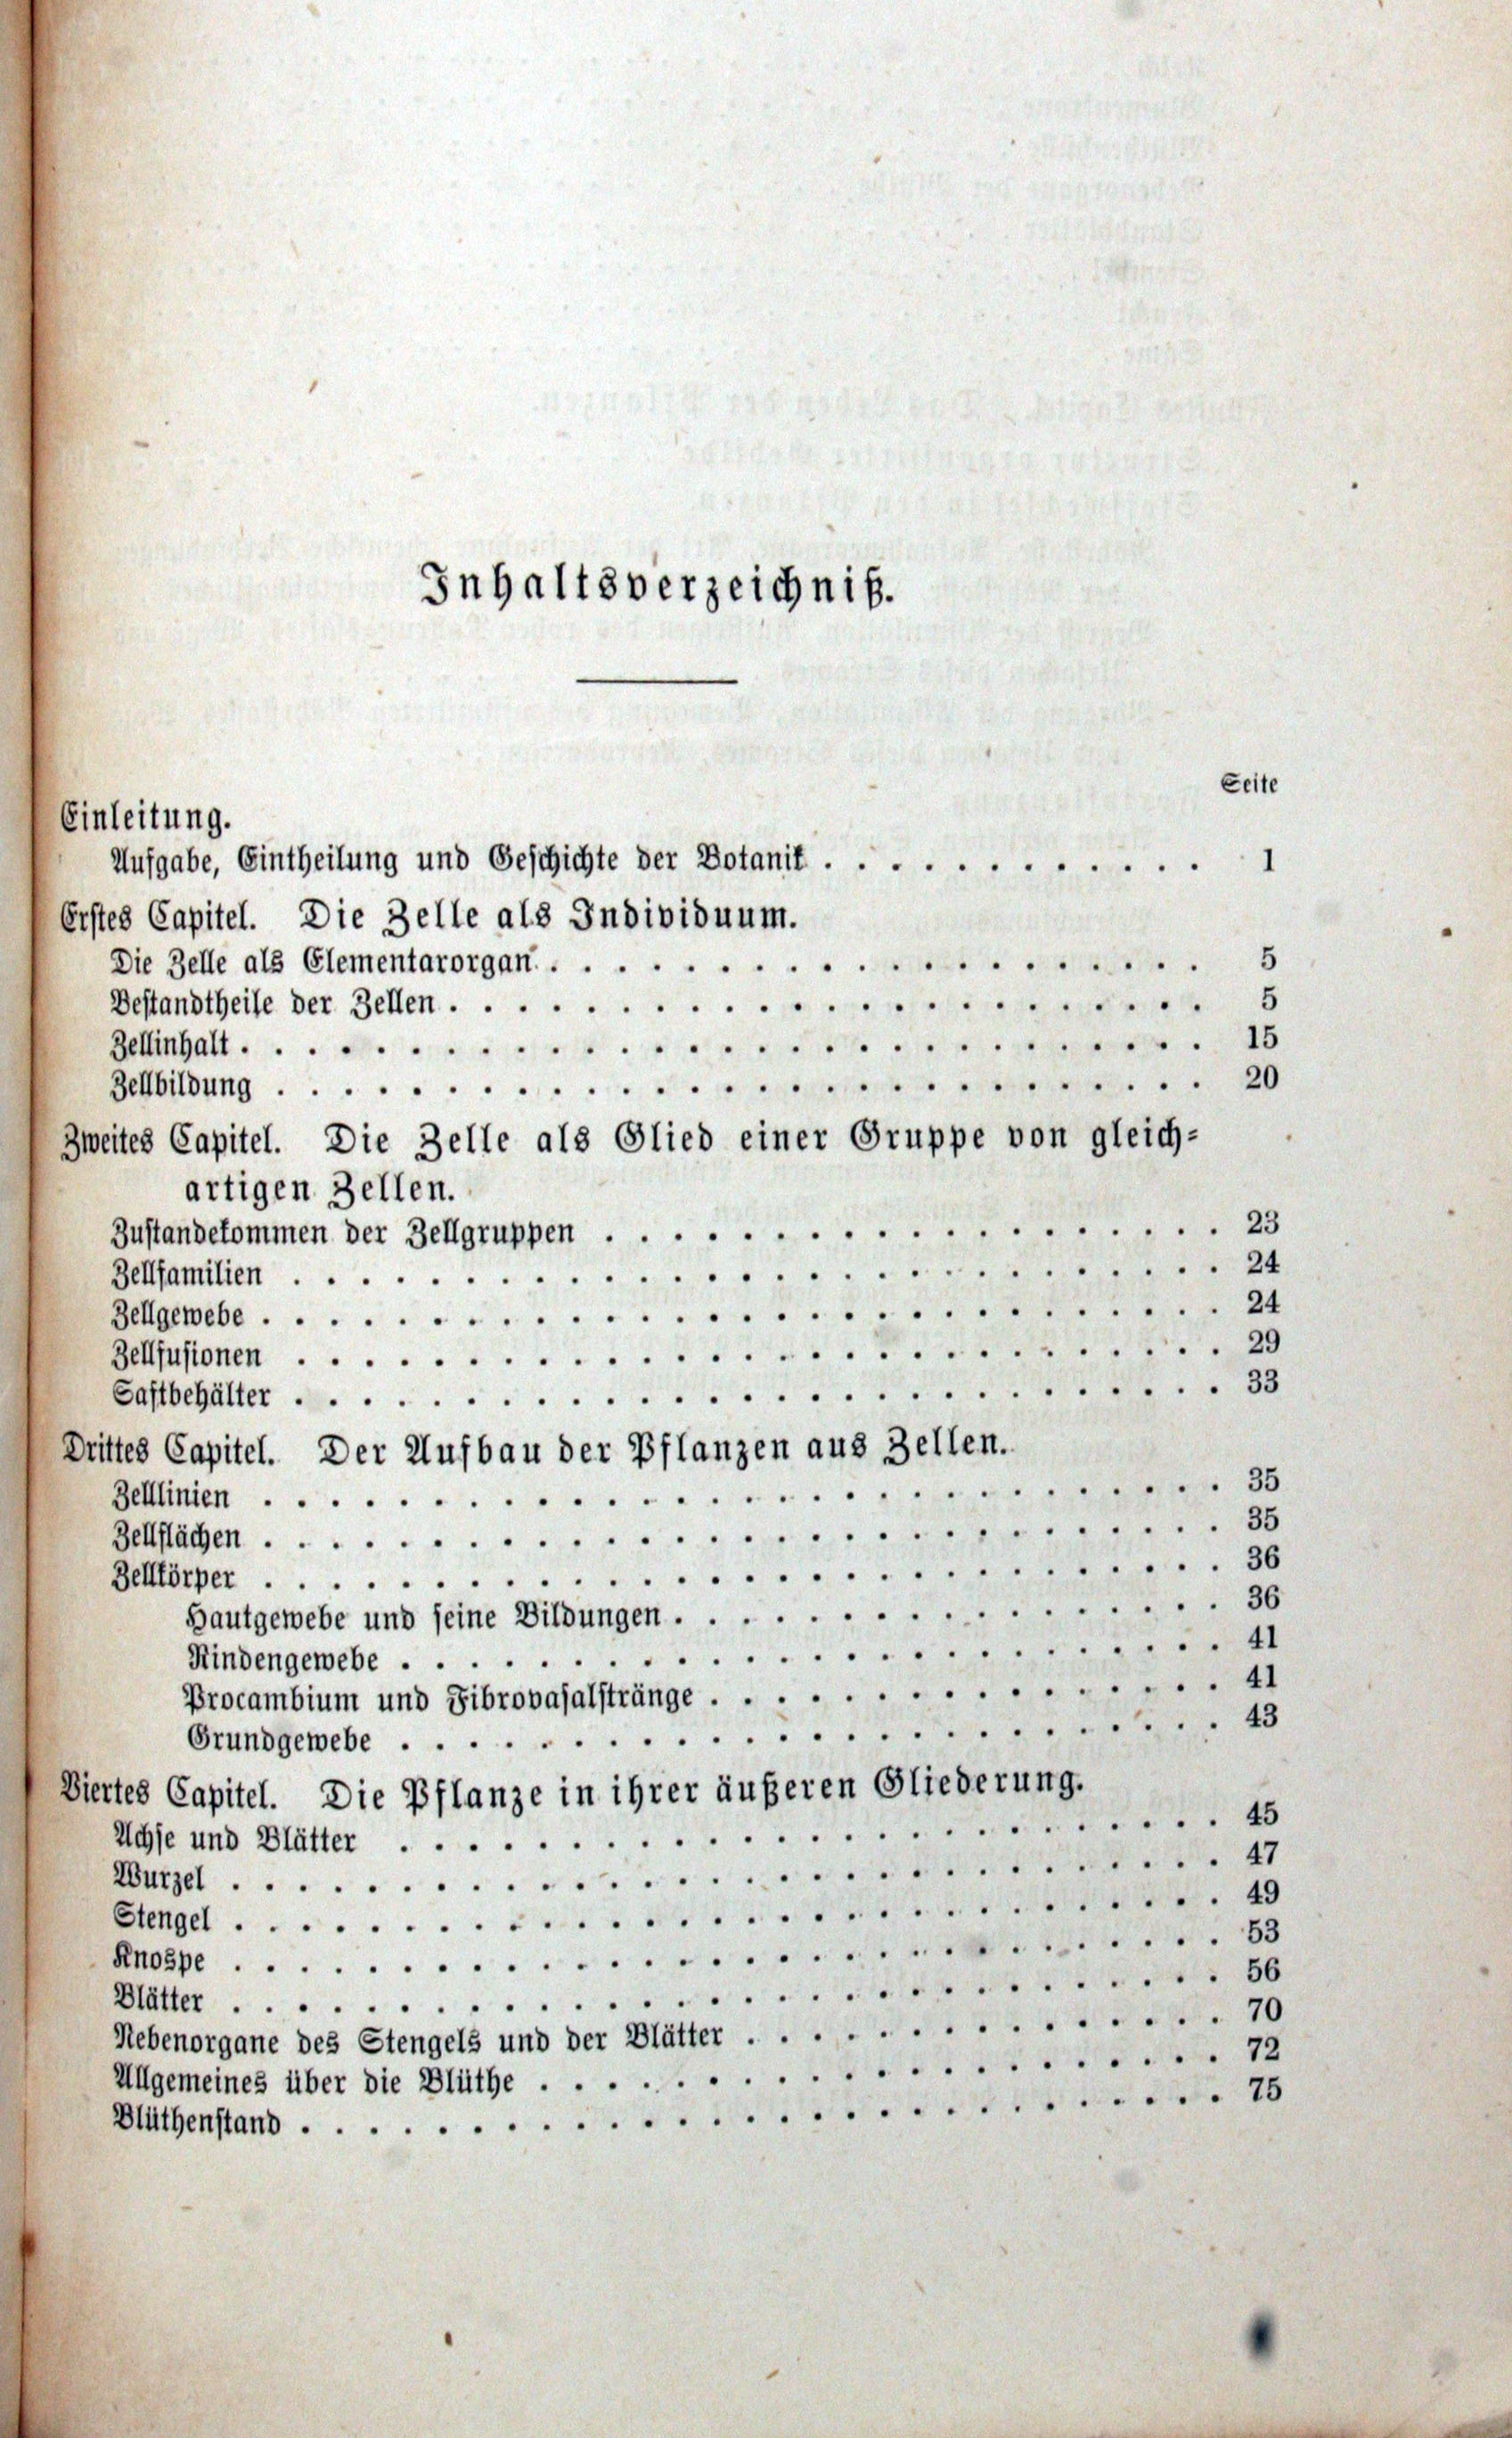 Inhaltsverzeichniß.
Seite
Einleitung.
Aufgabe, Eintheilung und Geschichte der Botanik . . . . . . . . . . . . 1
Erstes Capitel. Die Zelle als Individuum.
Die Zelle als Elementarorgan . . . . . . . . . . . . . . . . . . . . 5
Bestandtheile der Zellen . . . . . . . . . . . . . . . . . . . . . . . 5
Zellinhalt . . . . . . . . . . . . . . . . . . . . . . . . . . . . . 15
Zellbildung . . . . . . . . . . . . . . . . . . . . . . . . . . . . 20
Zweites Capitel. Die Zelle als Glied einer Gruppe von gleich-
artigen Zellen.
Zustandekommen der Zellgruppen . . . . . . . . . . . . . . . . . . . 23
Zellfamilien . . . . . . . . . . . . . . . . . . . . . . . . . . . . 24
Zellgewebe . . . . . . . . . . . . . . . . . . . . . . . . . . . . . 24
Zellfusionen . . . . . . . . . . . . . . . . . . . . . . . . . . . . 29
Saftbehälter . . . . . . . . . . . . . . . . . . . . . . . . . . . . 33
Drittes Capitel. Der Aufbau der Pflanzen aus Zellen.
Zelllinien . . . . . . . . . . . . . . . . . . . . . . . . . . . . . 35
Zellflächen . . . . . . . . . . . . . . . . . . . . . . . . . . . . . 35
Zellkörper . . . . . . . . . . . . . . . . . . . . . . . . . . . . . 36
Hautgewebe und seine Bildungen . . . . . . . . . . . . . . . . . 36
Rindengewebe . . . . . . . . . . . . . . . . . . . . . . . . . 41
Procambium und Fibrovasalstränge . . . . . . . . . . . . . . . . 41
Grundgewebe . . . . . . . . . . . . . . . . . . . . . . . . . 43
Viertes Capitel. Die Pflanze in ihrer äußeren Gliederung.
Achse und Blätter . . . . . . . . . . . . . . . . . . . . . . . . . 45
Wurzel . . . . . . . . . . . . . . . . . . . . . . . . . . . . . . 47
Stengel . . . . . . . . . . . . . . . . . . . . . . . . . . . . . . 49
Knospe . . . . . . . . . . . . . . . . . . . . . . . . . . . . . . 53
Blätter . . . . . . . . . . . . . . . . . . . . . . . . . . . . . . 56
Nebenorgane des Stengels und der Blätter . . . . . . . . . . . . . . . 70
Allgemeines über die Blüthe . . . . . . . . . . . . . . . . . . . . . 72
Blüthenstand . . . . . . . . . . . . . . . . . . . . . . . . . . . . 75